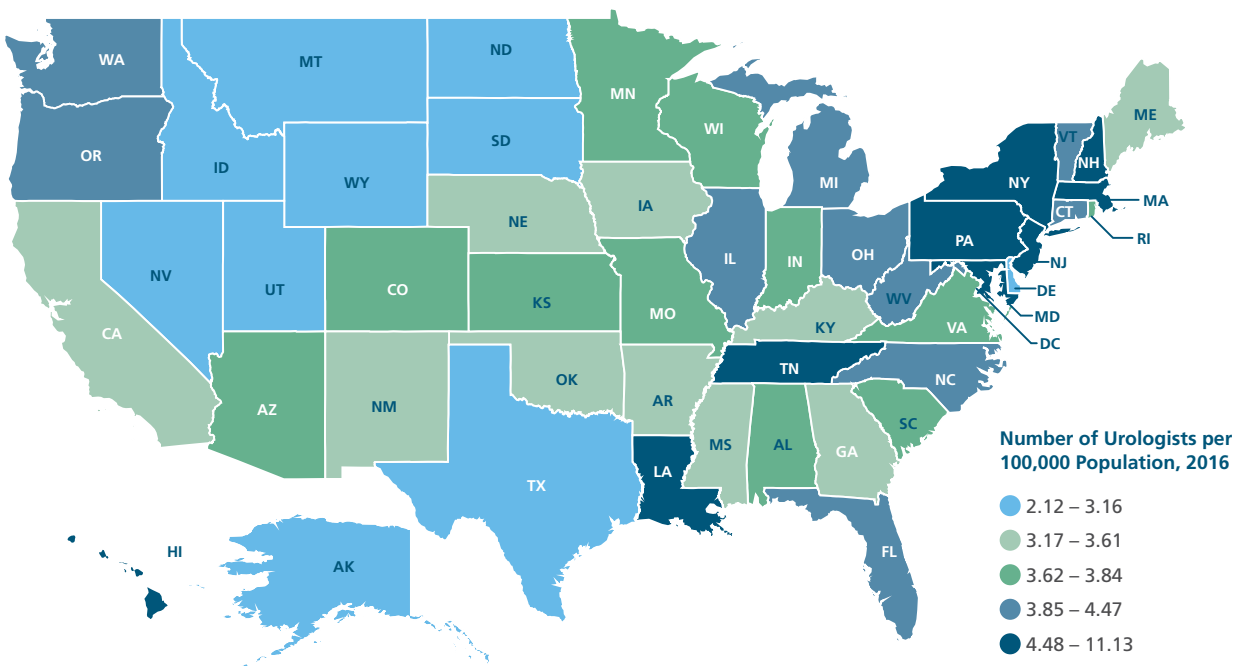 WA
MT
ND
MN
OR
ID
WY
SD
WI
MI
NY
VT
NH
ME
MA
CT
RI
NE
IA
PA
NJ
NV
UT
CO
KS
MO
IL
IN
OH
WV
DE
MD
DC
CA
KY
VA
TN
NC
AZ
NM
OK
AR
MS
AL
GA
SC
LA
TX
FL
HI
AK
Number of Urologists per
100,000 Population, 2016
2.12 – 3.16
3.17 – 3.61
3.62 – 3.84
3.85 – 4.47
4.48 – 11.13